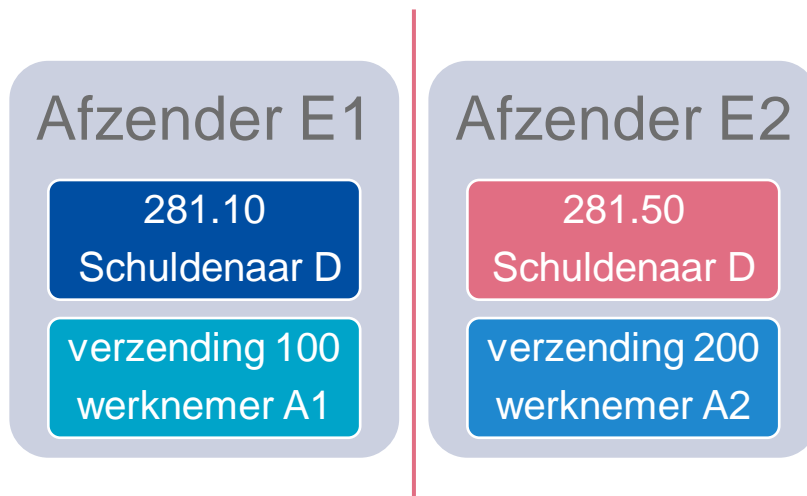 Afzender E1
281.10
Schuldenaar D
verzending 100
werknemer A1
Afzender E2
281.50
Schuldenaar D
verzending 200
werknemer A2